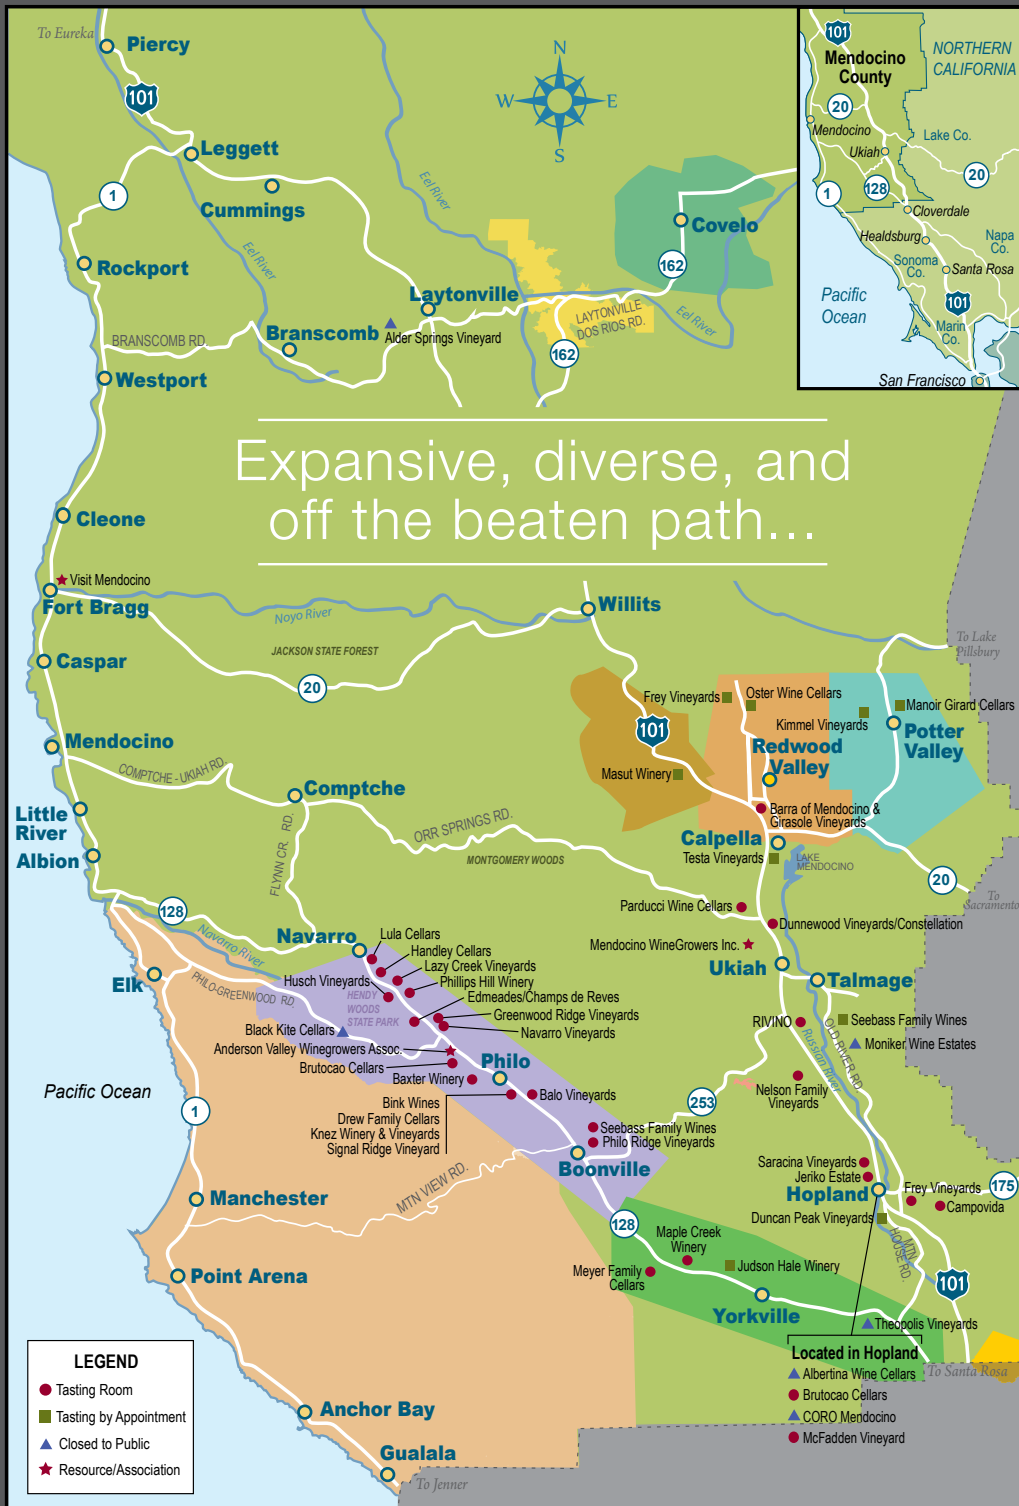 To Eureka
Piercy
101
Leggett
1
Cummings
Eel River
Eel River
Rockport
Covelo
162
Laytonville
LAYTONVILLE
DOS RIOS RD.
Eel River
BRANSCOMB RD.
Branscomb
Alder Springs Vineyard
162
Westport
N
W
E
S
101
Mendocino
County
NORTHERN
CALIFORNIA
20
Mendocino
Lake Co.
Ukiah
20
128
1
Cloverdale
Healdsburg
Napa
Co.
Sonoma
Co.
Santa Rosa
Pacific
Ocean
101
Marin
Co.
San Francisco
Expansive, diverse, and
off the beaten path...
Cleone
Visit Mendocino
Fort Bragg
Noyo River
Willits
JACKSON STATE FOREST
To Lake
Pillsbury
Caspar
20
Frey Vineyards
Oster Wine Cellars
Kimmel Vineyards
Manoir Girard Cellars
101
Mendocino
Redwood
Valley
Potter
Valley
COMPTCHE - UKIAH RD.
Masut Winery
Comptche
Little
River
Barra of Mendocino &
Girasole Vineyards
ORR SPRINGS RD.
FLYNN CR. RD.
Calpella
Albion
MONTGOMERY WOODS
Testa Vineyards
LAKE
MENDOCINO
20
To
Sacramento
128
Parducci Wine Cellars
Dunnewood Vineyards/Constellation
Navarro River
Navarro
Lula Cellars
Handley Cellars
Mendocino WineGrowers Inc.
Lazy Creek Vineyards
Ukiah
Elk
PHILO-GREENWOOD RD.
Husch Vineyards
Phillips Hill Winery
Talmage
HENDY
WOODS
STATE PARK
Edmeades/Champs de Reves
Greenwood Ridge Vineyards
Black Kite Cellars
Navarro Vineyards
RIVINO
Seebass Family Wines
Anderson Valley Winegrowers Assoc.
Moniker Wine Estates
OLD RIVER RD.
Russian River
Brutocao Cellars
Philo
Baxter Winery
Pacific Ocean
Nelson Family
Vineyards
Bink Wines
Drew Family Cellars
Knez Winery & Vineyards
Signal Ridge Vineyard
Balo Vineyards
253
1
Seebass Family Wines
Philo Ridge Vineyards
Boonville
Saracina Vineyards
Jeriko Estate
MTN VIEW RD.
Manchester
Hopland
Frey Vineyards
175
Campovida
Duncan Peak Vineyards
128
Maple Creek
Winery
MTN
HOUSE RD.
Point Arena
Meyer Family
Cellars
Judson Hale Winery
101
Yorkville
Theopolis Vineyards
Located in Hopland
Albertina Wine Cellars
Brutocao Cellars
CORO Mendocino
McFadden Vineyard
To Santa Rosa
LEGEND
Tasting Room
Tasting by Appointment
Closed to Public
Resource/Association
Anchor Bay
Gualala
To Jenner